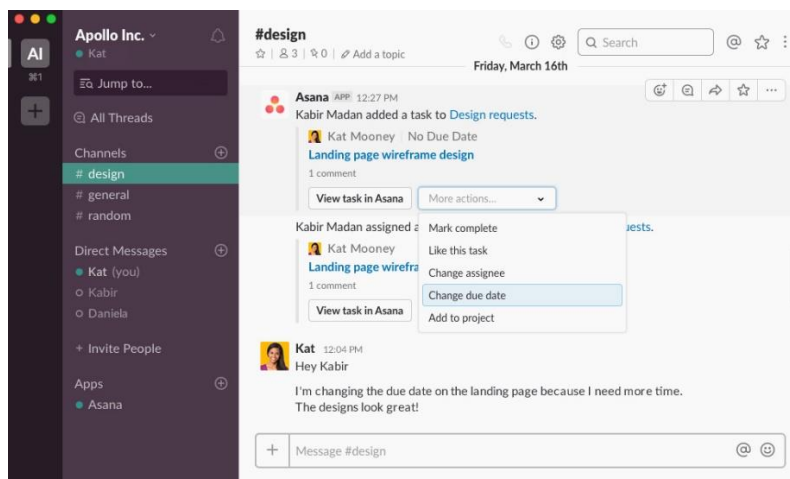 AI
⌘1
Apollo Inc.
Kat
Jump to...
All Threads
Channels
# design
# general
# random
Direct Messages
Kat (you)
Kabir
Daniela
+ Invite People
Apps
Asana
#design
3 | 0 | Add a topic
Search
Friday, March 16th
Asana APP 12:27 PM
Kabir Madan added a task to Design requests.
Kat Mooney | No Due Date
Landing page wireframe design
1 comment
View task in Asana
More actions...
Mark complete
Like this task
Change assignee
Change due date
Add to project
Kabir Madan assigned a
Kat Mooney
Landing page wirefra
1 comment
View task in Asana
Kat 12:04 PM
Hey Kabir
I'm changing the due date on the landing page because I need more time.
The designs look great!
+ Message #design